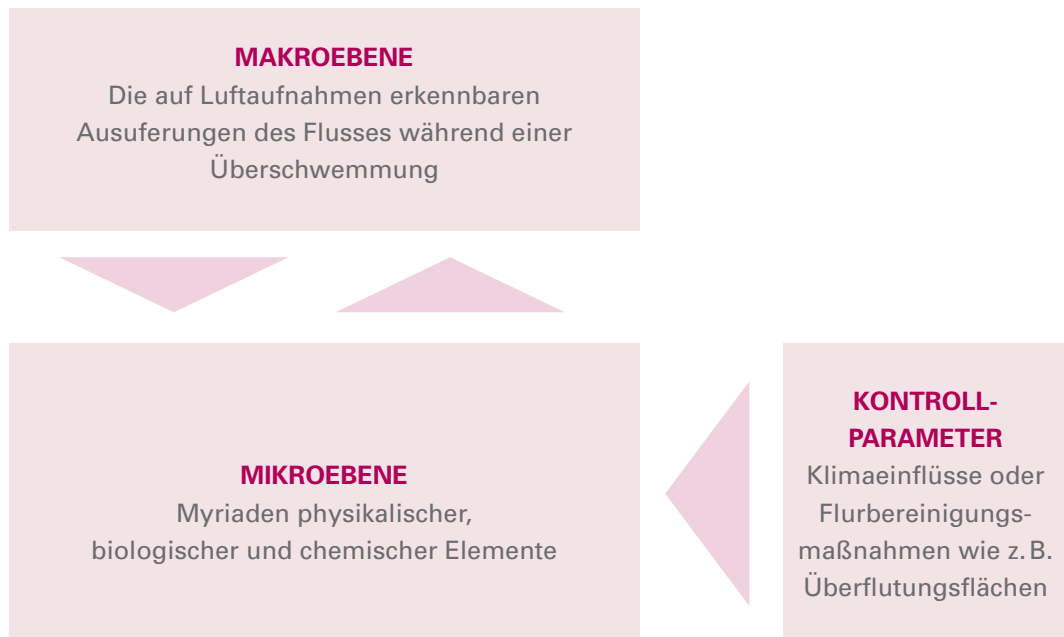 MAKROEBENE
Die auf Luftaufnahmen erkennbaren
Ausuferungen des Flusses während einer
Überschwemmung
MIKROEBENE
Myriaden physikalischer,
biologischer und chemischer Elemente
KONTROLL-
PARAMETER
Klimaeinflüsse oder
Flurbereinigungs-
maßnahmen wie z. B.
Überflutungsflächen